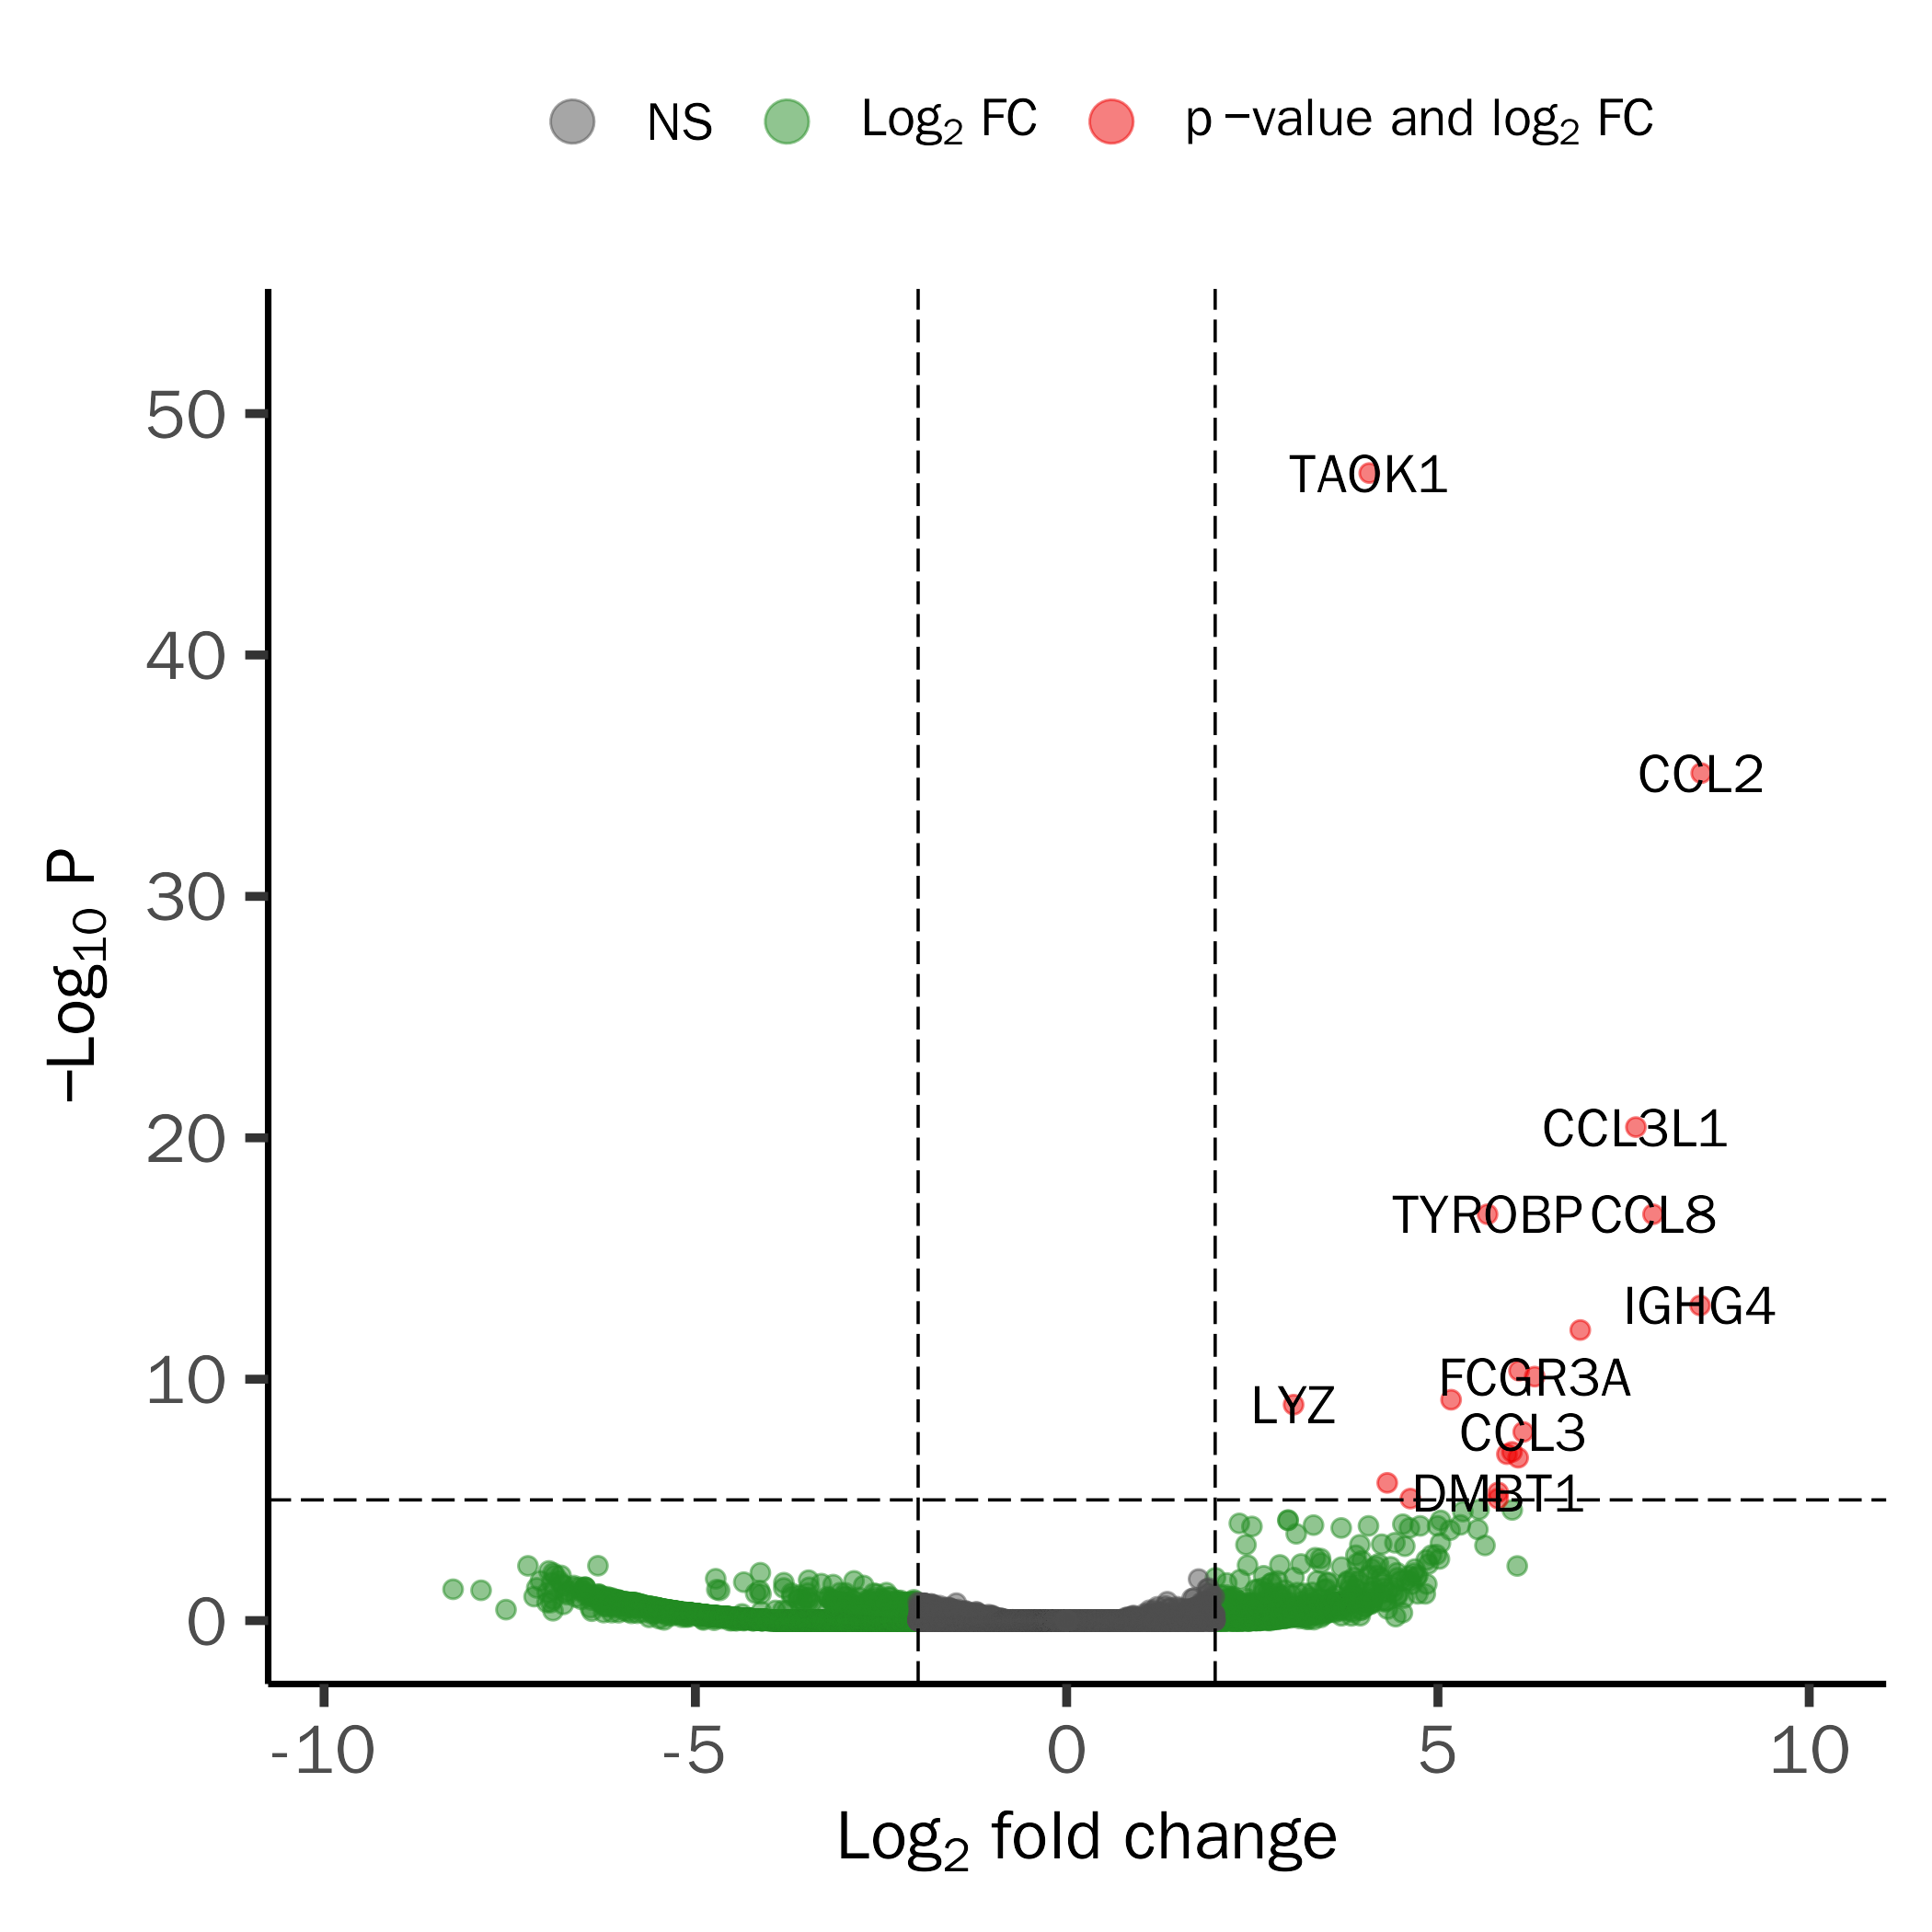 NS Log2 FC p –value and log2 FC
50
TAOK1
40
CCL2
30
–Log10 P
20
CCL3L1
TYROBP CCL8
IGHG4
10
FCGR3A
LYZ
CCL3
DMBT1
0
-10 -5 0 5 10
Log2 fold change